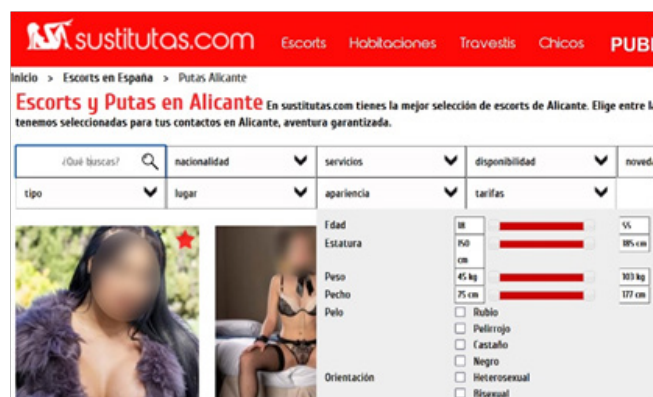 sustitutas.com Escorts Habitaciones Travestis Chicos PUBI
Inicio > Escorts en España > Putas Alicante
Escorts y Putas en Alicante En sustitutas.com tienes la mejor selección de escorts de Alicante. Elige entre la
tenemos seleccionadas para tus contactos en Alicante, aventura garantizada.
¿Qué buscas? nacionalidad servicios disponibilidad noveda
tipo lugar apariencia tarifas
Edad 18 55
Estatura 150 cm 185 cm
Peso 45 kg 103 kg
Pecho 75 cm 177 cm
Pelo Rubio
Pelirrojo
Castaño
Negro
Orientación Heterosexual
Bisexual